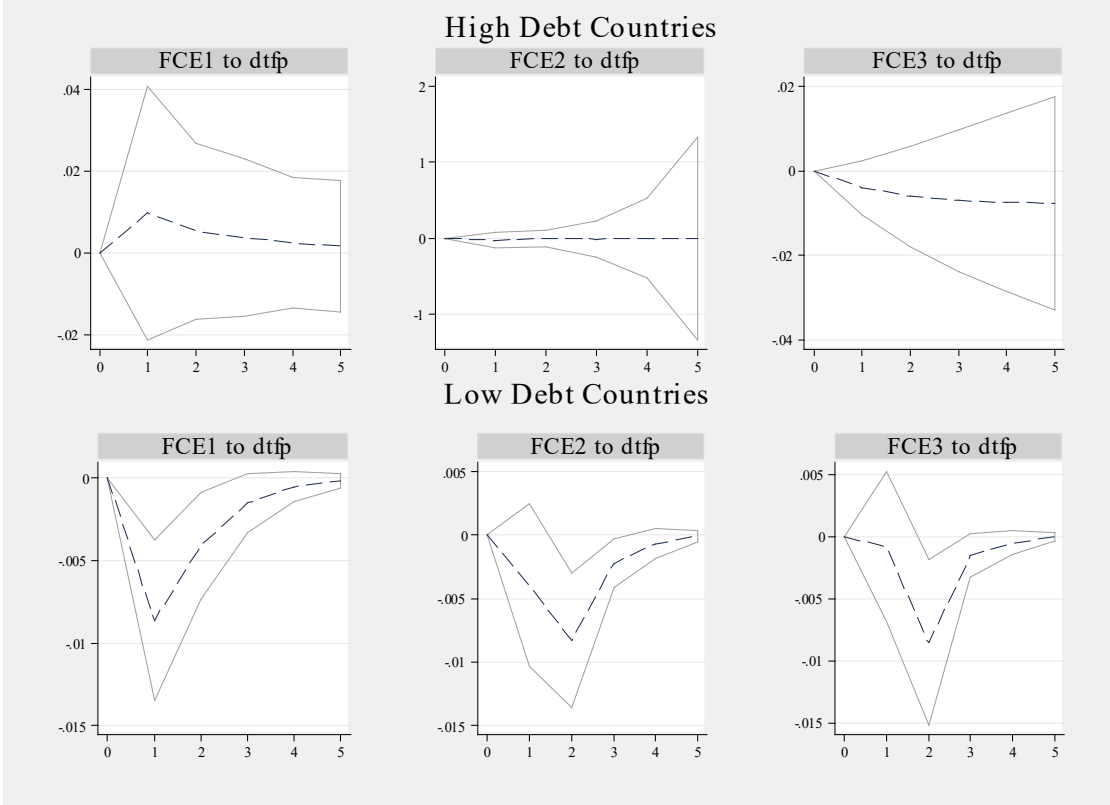 High Debt Countries
FCE1 to dtfp FCE2 to dtfp FCE3 to dtfp
.04 2 .02
.02 1 0
0 0 -.02
-.02 -1 -.04
0 1 2 3 4 5 0 1 2 3 4 5 0 1 2 3 4 5
Low Debt Countries
FCE1 to dtfp FCE2 to dtfp FCE3 to dtfp
0 .005 .005
-.005 0 0
-.01 -.005 -.005
-.015 -.01 -.01
-.015 -.015
0 1 2 3 4 5 0 1 2 3 4 5 0 1 2 3 4 5